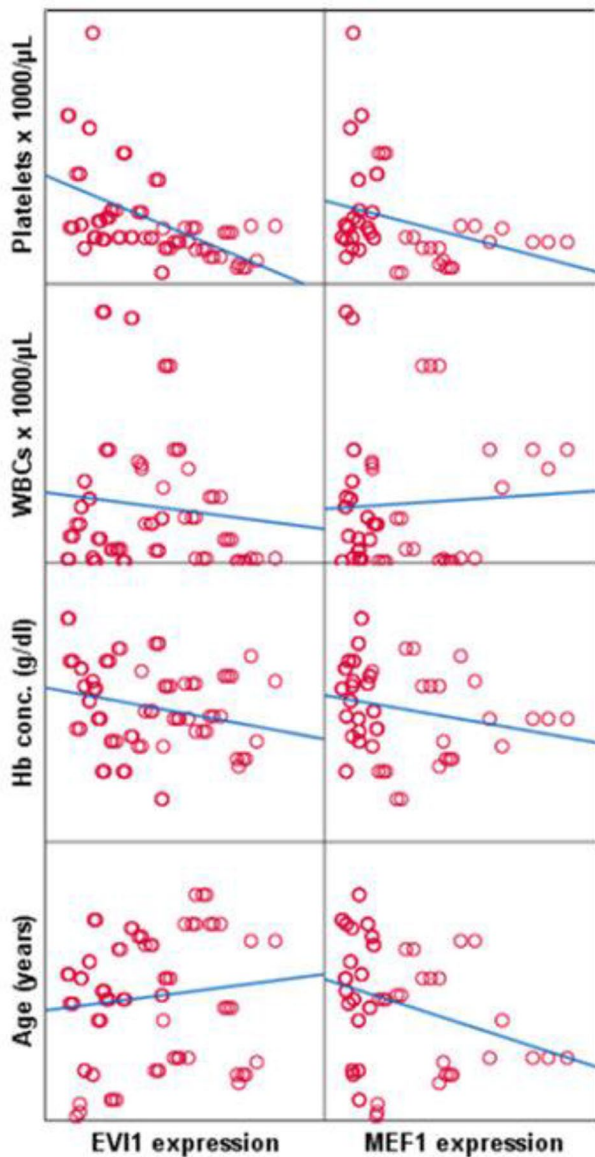 Platelets x 1000/µL
WBCs x 1000/µL
Hb conc. (g/dl)
Age (years)
EVI1 expression
MEF1 expression